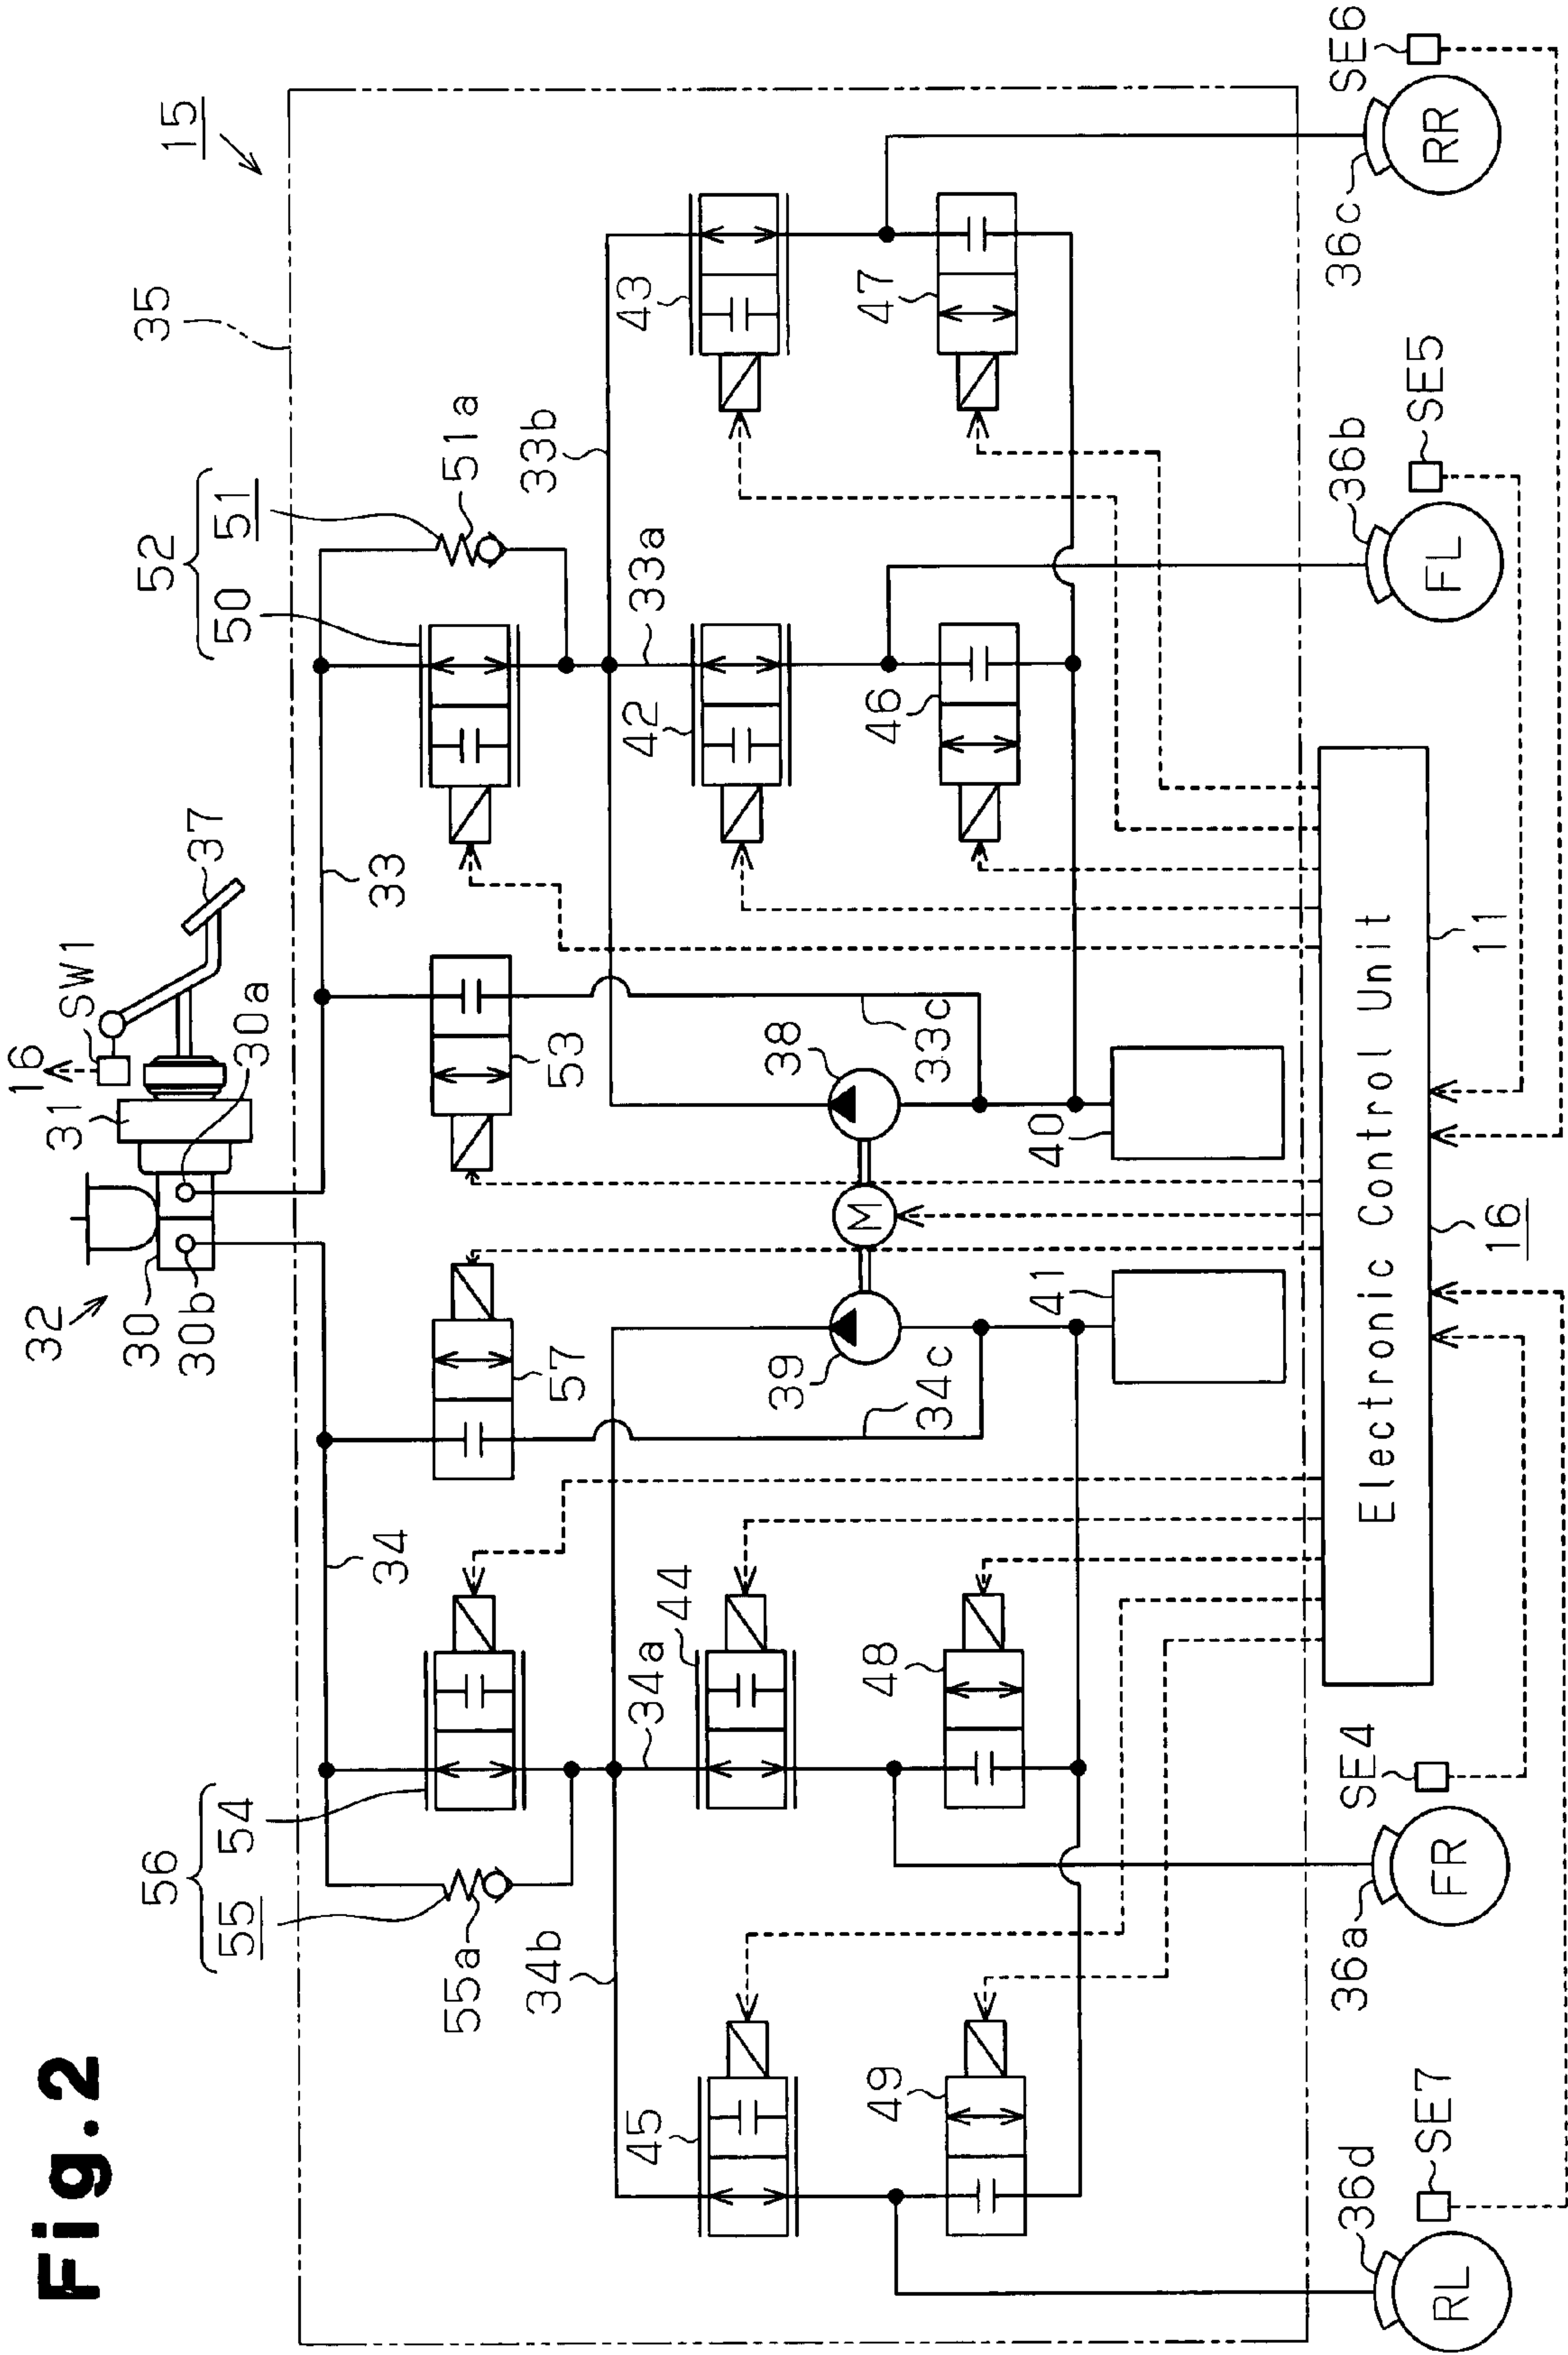 Fig.2
15
35
32
30
30b
30a
31
16
SW1
37
33
34
52
50
51
51a
33b
33a
56
55
54
55a
34b
34a
57
53
43
47
42
46
44
48
45
49
38
39
33c
34c
M
40
41
Electronic Control Unit
11
16
36c
RR
SE6
36b
FL
SE5
36a
FR
SE4
36d
RL
SE7